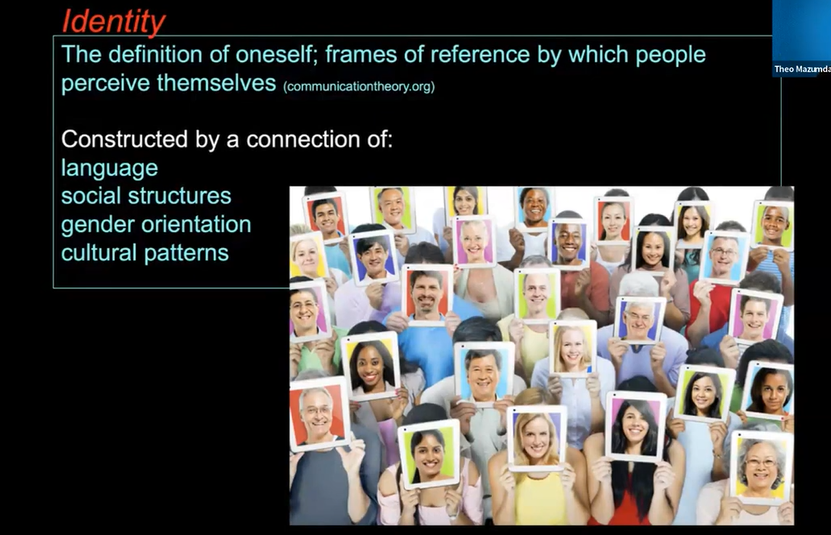 Identity
The definition of oneself; frames of reference by which people
perceive themselves (communicationtheory.org)
Constructed by a connection of:
language
social structures
gender orientation
cultural patterns
Theo Mazumda